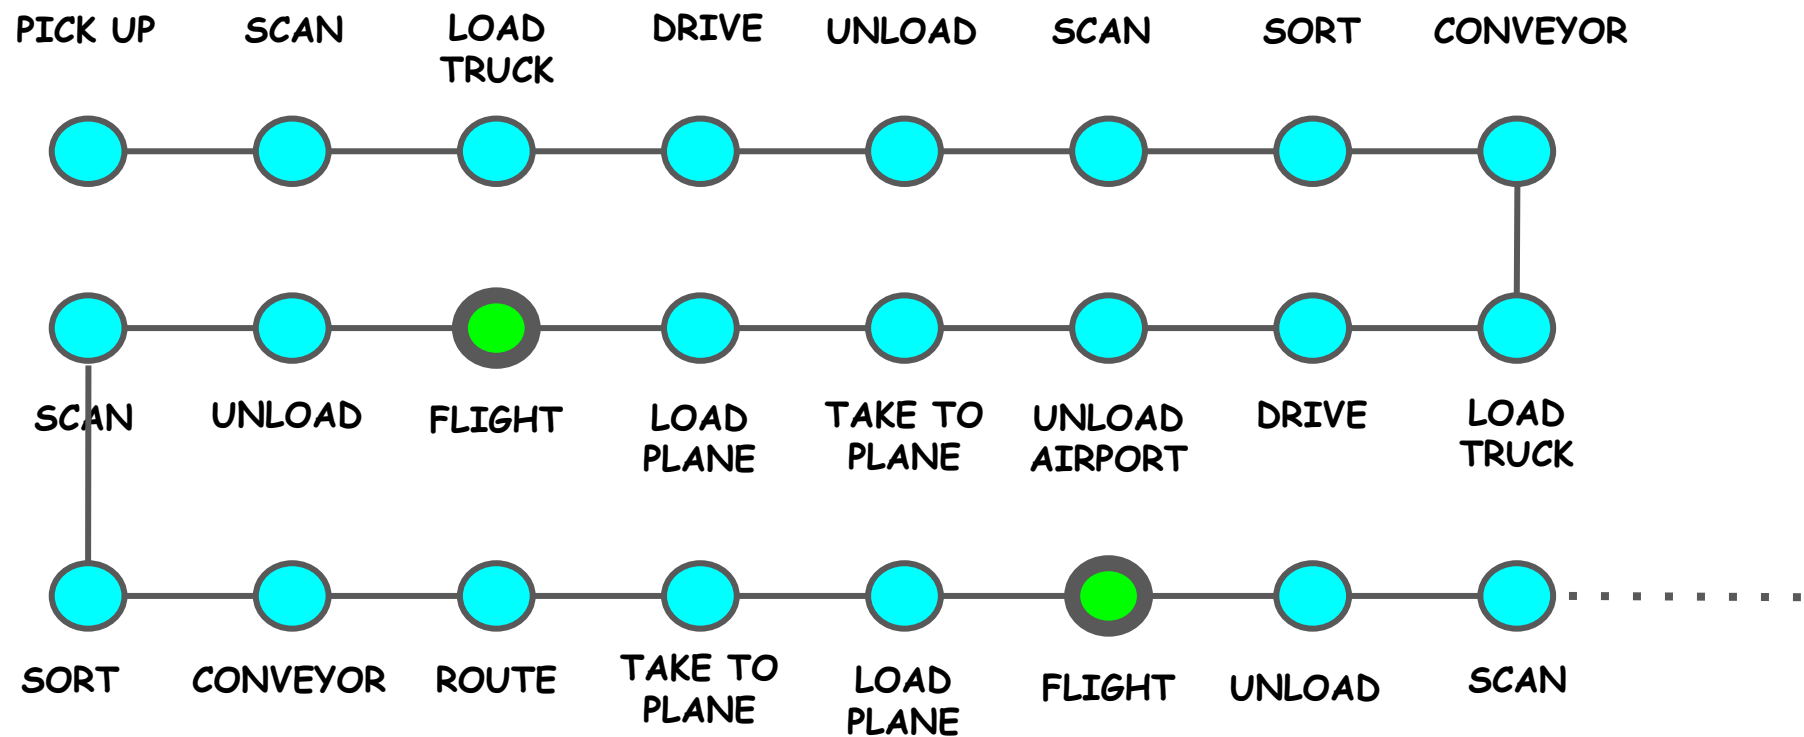 PICK UP
SCAN
LOAD
TRUCK
DRIVE
UNLOAD
SCAN
SORT
CONVEYOR
SCAN
UNLOAD
FLIGHT
LOAD
PLANE
TAKE TO
PLANE
UNLOAD
AIRPORT
DRIVE
LOAD
TRUCK
SORT
CONVEYOR
ROUTE
TAKE TO
PLANE
LOAD
PLANE
FLIGHT
UNLOAD
SCAN